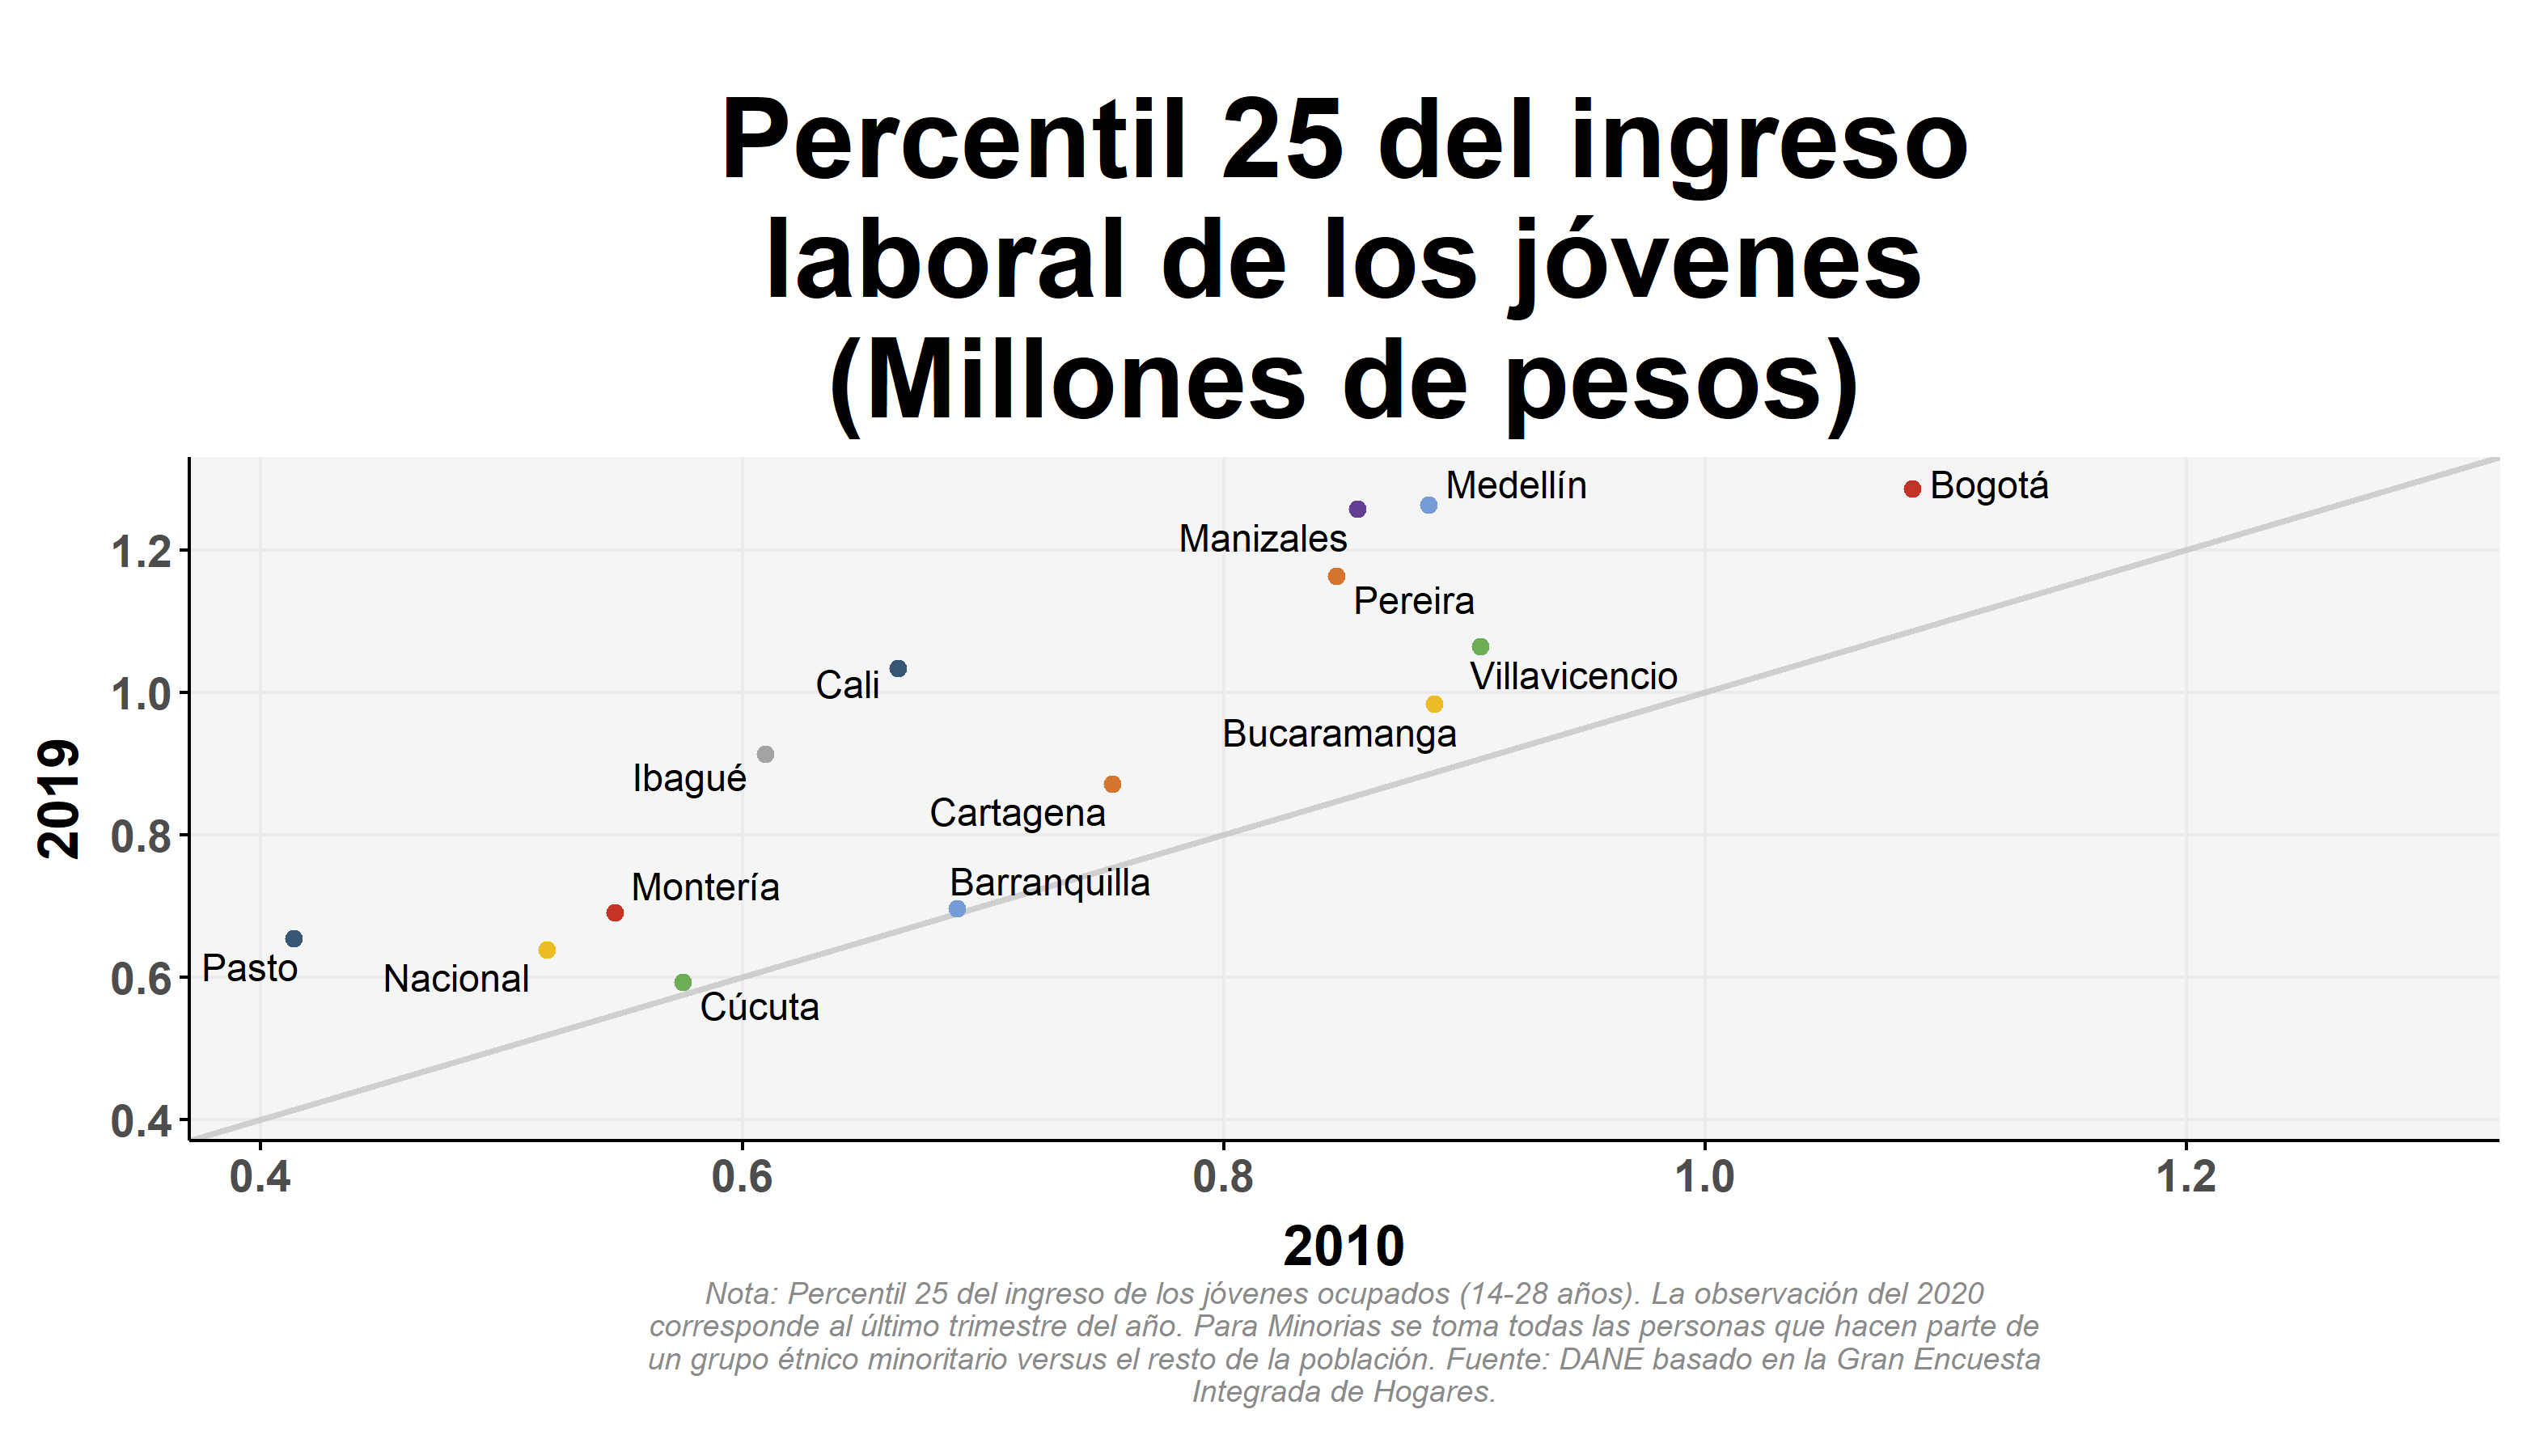 Percentil 25 del ingreso
laboral de los jóvenes
(Millones de pesos)
Medellín
Bogotá
Manizales
1.2
Pereira
Villavicencio
Cali
1.0
Bucaramanga
Ibagué
2019
Cartagena
0.8
Montería
Barranquilla
Pasto
Nacional
0.6
Cúcuta
0.4
0.4 0.6 0.8 1.0 1.2
2010
Nota: Percentil 25 del ingreso de los jóvenes ocupados (14-28 años). La observación del 2020
corresponde al último trimestre del año. Para Minorias se toma todas las personas que hacen parte de
un grupo étnico minoritario versus el resto de la población. Fuente: DANE basado en la Gran Encuesta
Integrada de Hogares.